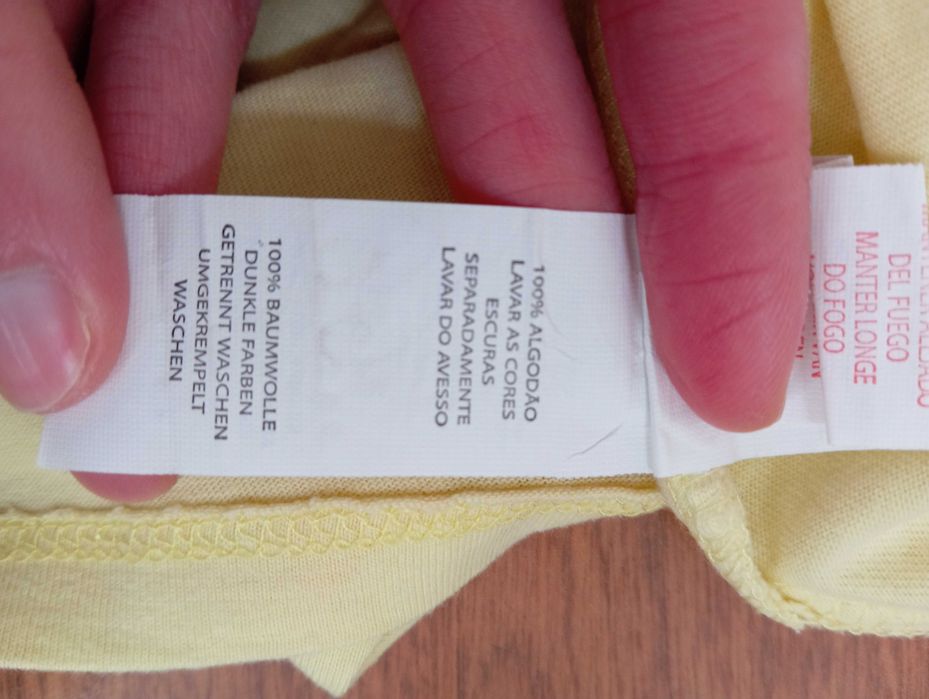 100% ALGODÃO
LAVAR AS CORES
ESCURAS
SEPARADAMENTE
LAVAR DO AVESSO
100% BAUMWOLLE
DUNKLE FARBEN
GETRENNT WASCHEN
UMGEKREMPELT
WASCHEN
DEL FUEGO
MANTER LONGE
DO FOGO
VAN